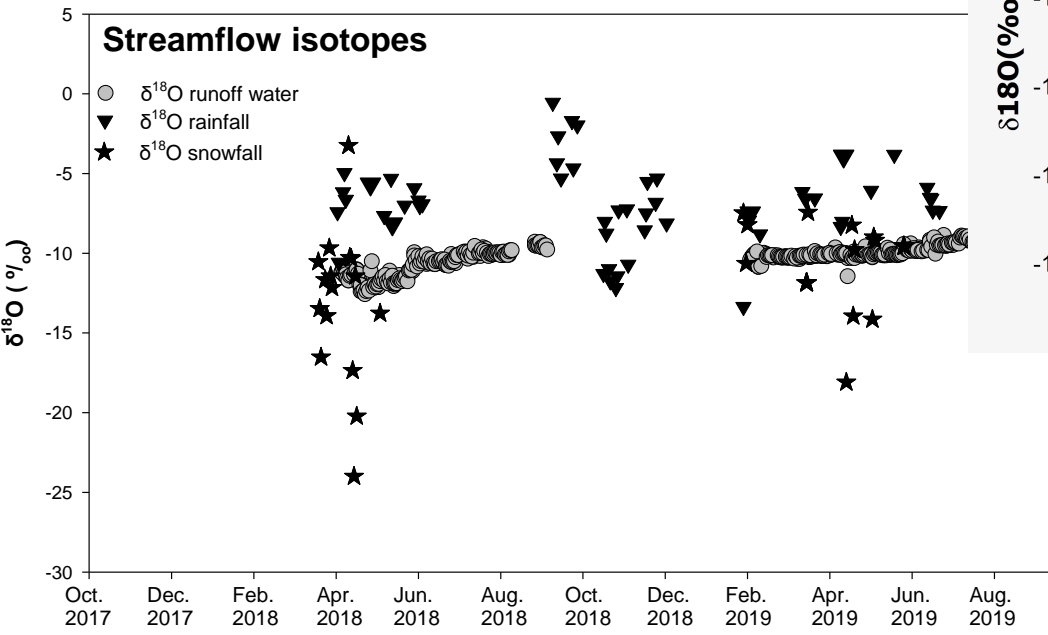 Streamflow isotopes
δ¹⁸O runoff water
δ¹⁸O rainfall
δ¹⁸O snowfall
5
0
-5
-10
-15
-20
-25
-30
δ¹⁸O ( ⁰/₀₀)
Oct. Dec. Feb. Apr. Jun. Aug. Oct. Dec. Feb. Apr. Jun. Aug.
2017 2017 2018 2018 2018 2018 2018 2018 2019 2019 2019 2019
δ18O(‰